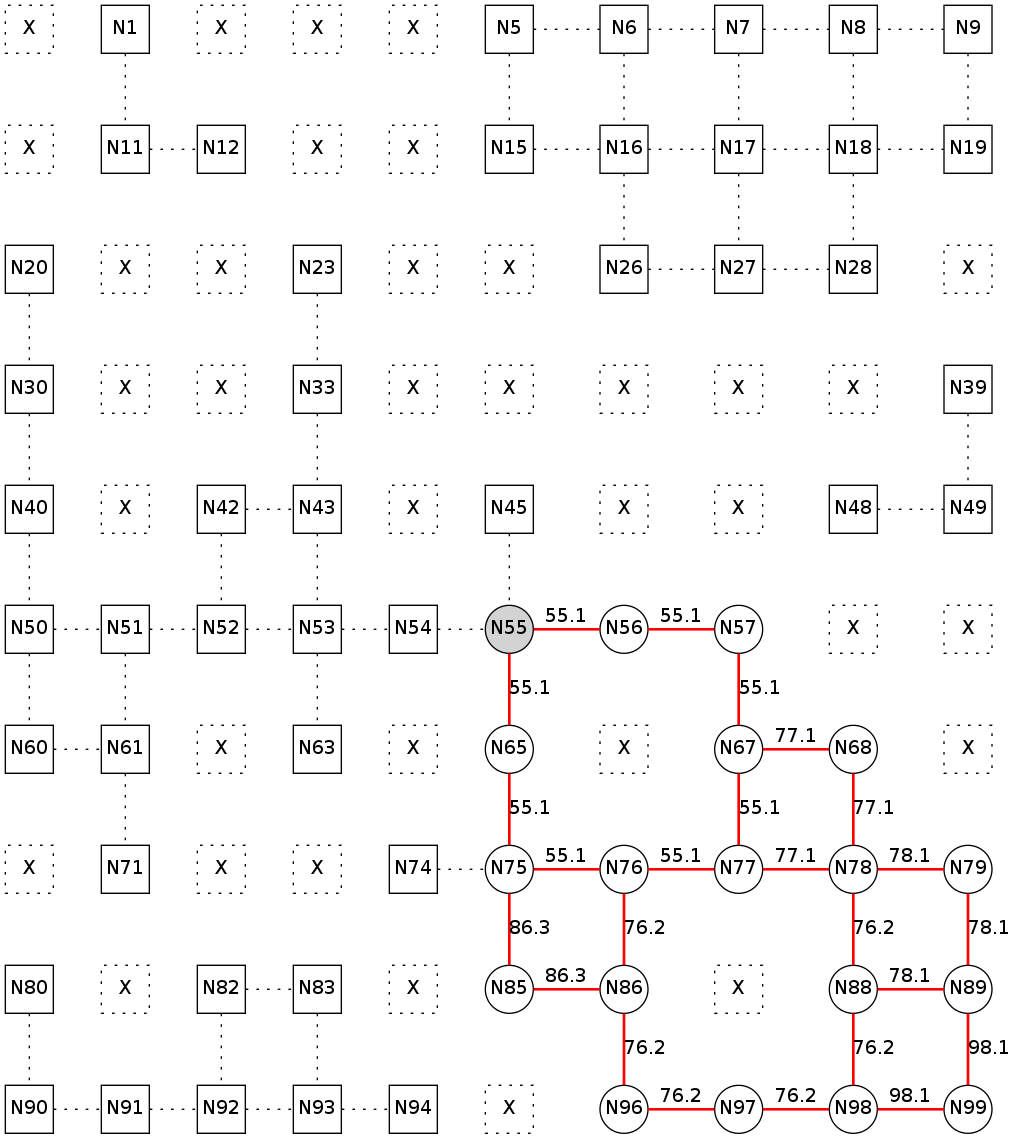 X N1 X X X N5 N6 N7 N8 N9
X N11 N12 X X N15 N16 N17 N18 N19
N20 X X N23 X X N26 N27 N28 X
N30 X X N33 X X X X X N39
N40 X N42 N43 X N45 X X N48 N49
55.1 55.1
N50 N51 N52 N53 N54 N55 N56 N57 X X
55.1 55.1
77.1
N60 N61 X N63 X N65 X N67 N68 X
55.1 55.1 77.1
55.1 55.1 77.1 78.1
X N71 X X N74 N75 N76 N77 N78 N79
86.3 76.2 76.2 78.1
86.3 78.1
N80 X N82 N83 X N85 N86 X N88 N89
76.2 76.2 98.1
76.2 76.2 98.1
N90 N91 N92 N93 N94 X N96 N97 N98 N99